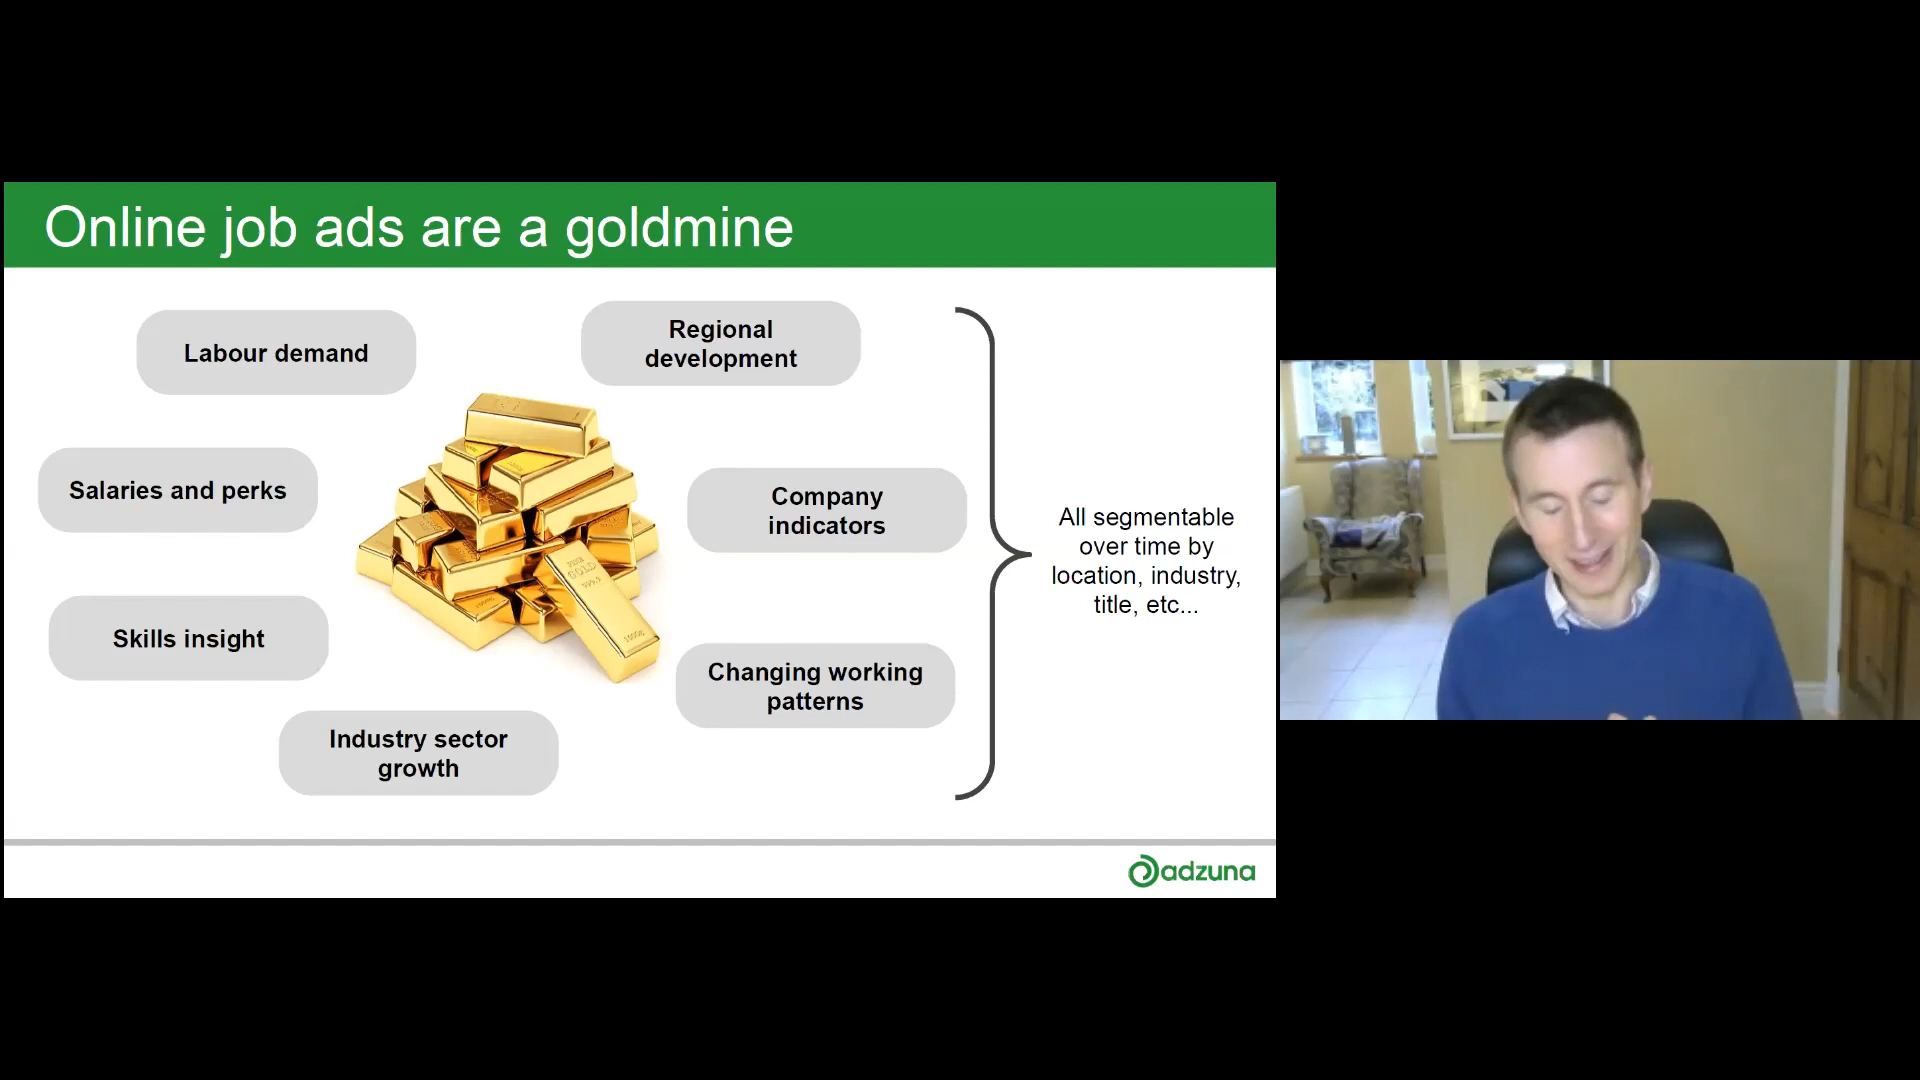 Online job ads are a goldmine
Labour demand
Regional
development
Salaries and perks
Company
indicators
All segmentable
over time by
location, industry,
title, etc...
Skills insight
Changing working
patterns
Industry sector
growth
adzuna